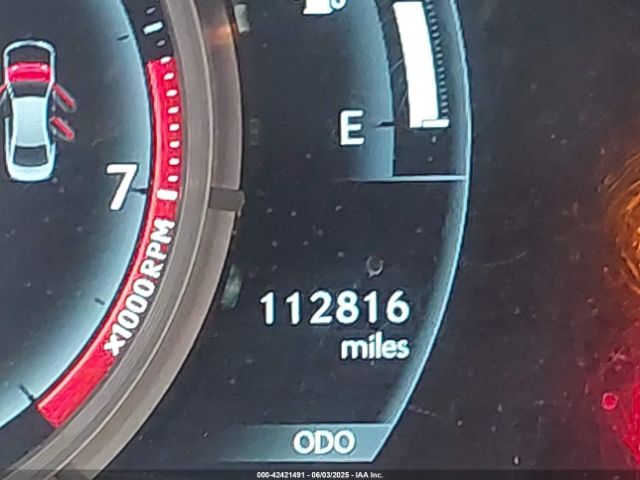 E
7
x1000RPM
112816
miles
ODO
000-42421491 - 06/03/2025 - IAA Inc.